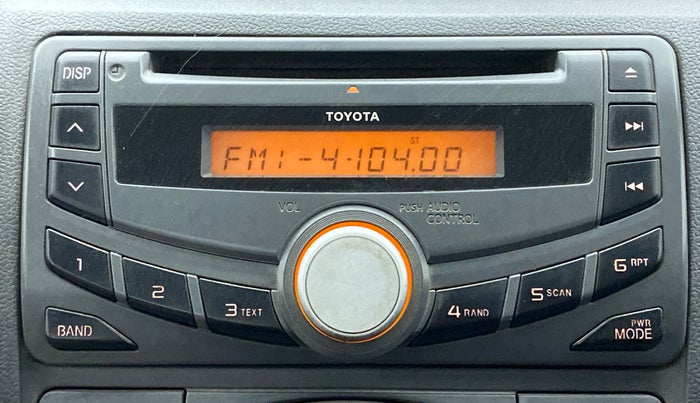 DISP
TOYOTA
ST
FM1-4-104.00
VOL
PUSH AUDIO
CONTROL
1
2
3 TEXT
4 RAND
5 SCAN
6 RPT
BAND
PWR
MODE